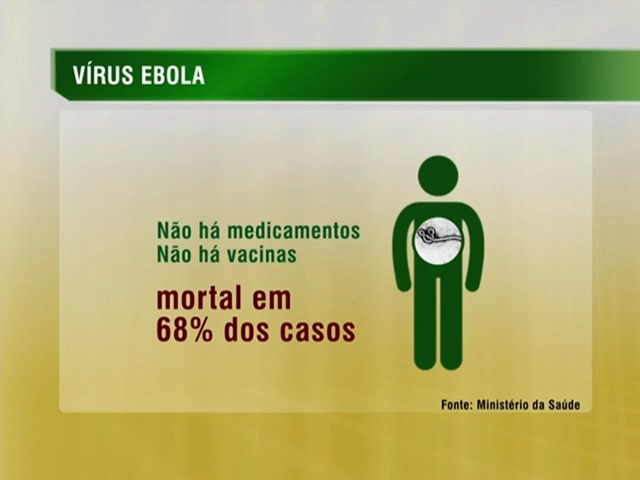 VÍRUS EBOLA
Não há medicamentos
Não há vacinas
mortal em
68% dos casos
Fonte: Ministério da Saúde